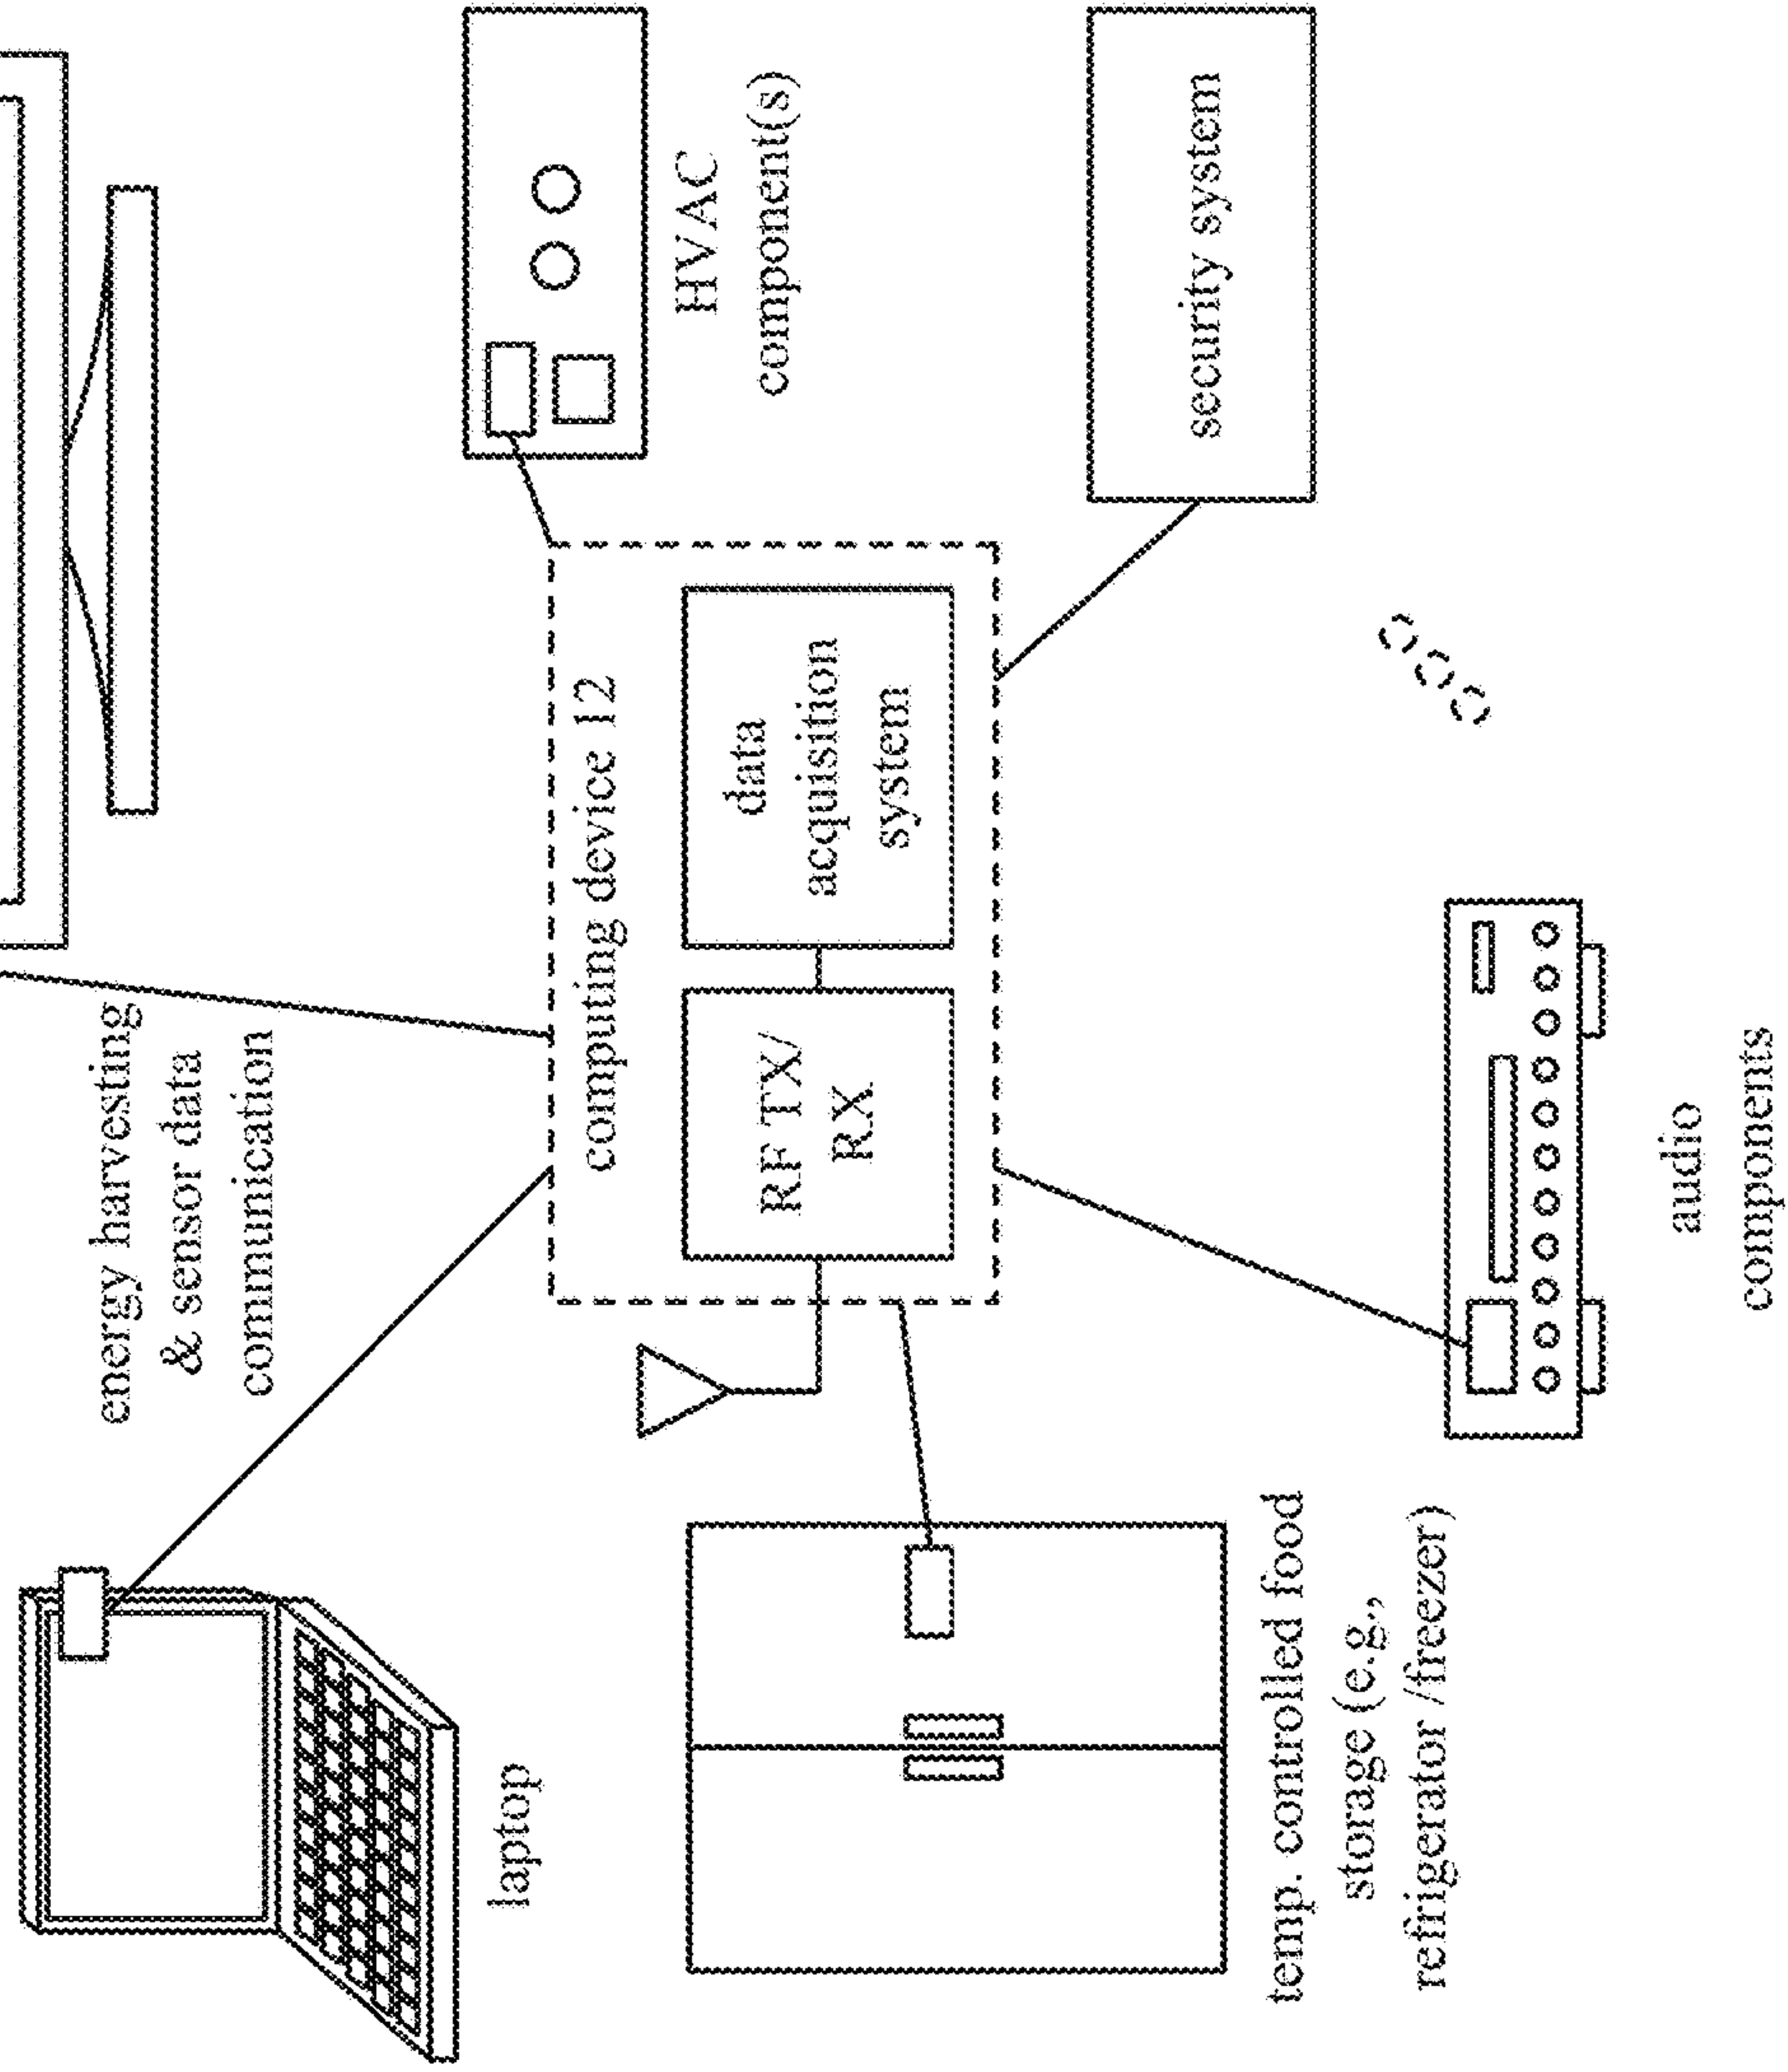 energy harvesting
& sensor data
communication
laptop
HVAC
component(s)
computing device 12
RF TX/
RX
data
acquisition
system
security system
temp. controlled food
storage (e.g.,
refrigerator /freezer)
audio
components